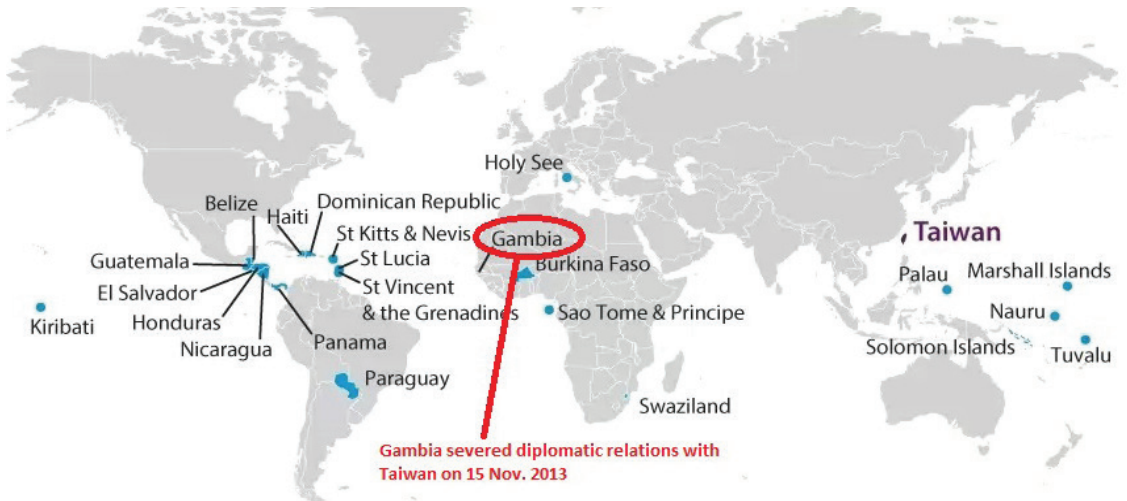 Holy See
Belize
Haiti
Dominican Republic
St Kitts & Nevis
Gambia
Taiwan
Guatemala
St Lucia
Burkina Faso
Palau
Marshall Islands
El Salvador
St Vincent
& the Grenadines
Kiribati
Honduras
Sao Tome & Principe
Nauru
Nicaragua
Panama
Solomon Islands
Tuvalu
Paraguay
Swaziland
Gambia severed diplomatic relations with
Taiwan on 15 Nov. 2013